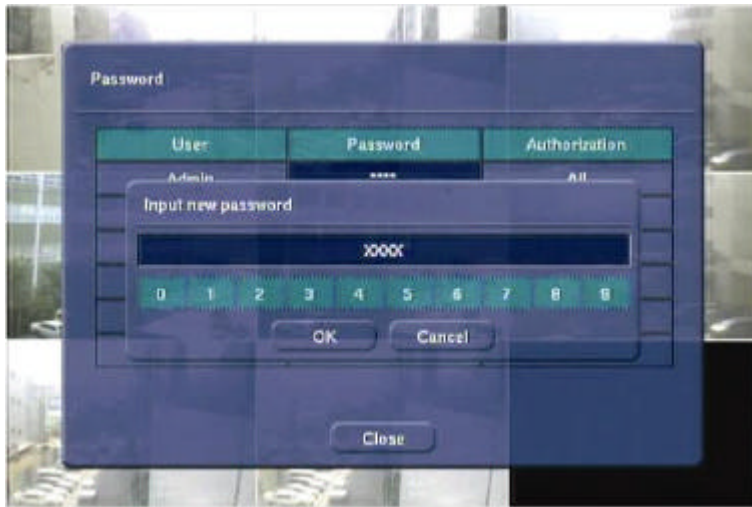 Password
User Password Authorization
Admin **** All
Input new password
XXXX
0 1 2 3 4 5 6 7 8 9
OK Cancel
Close